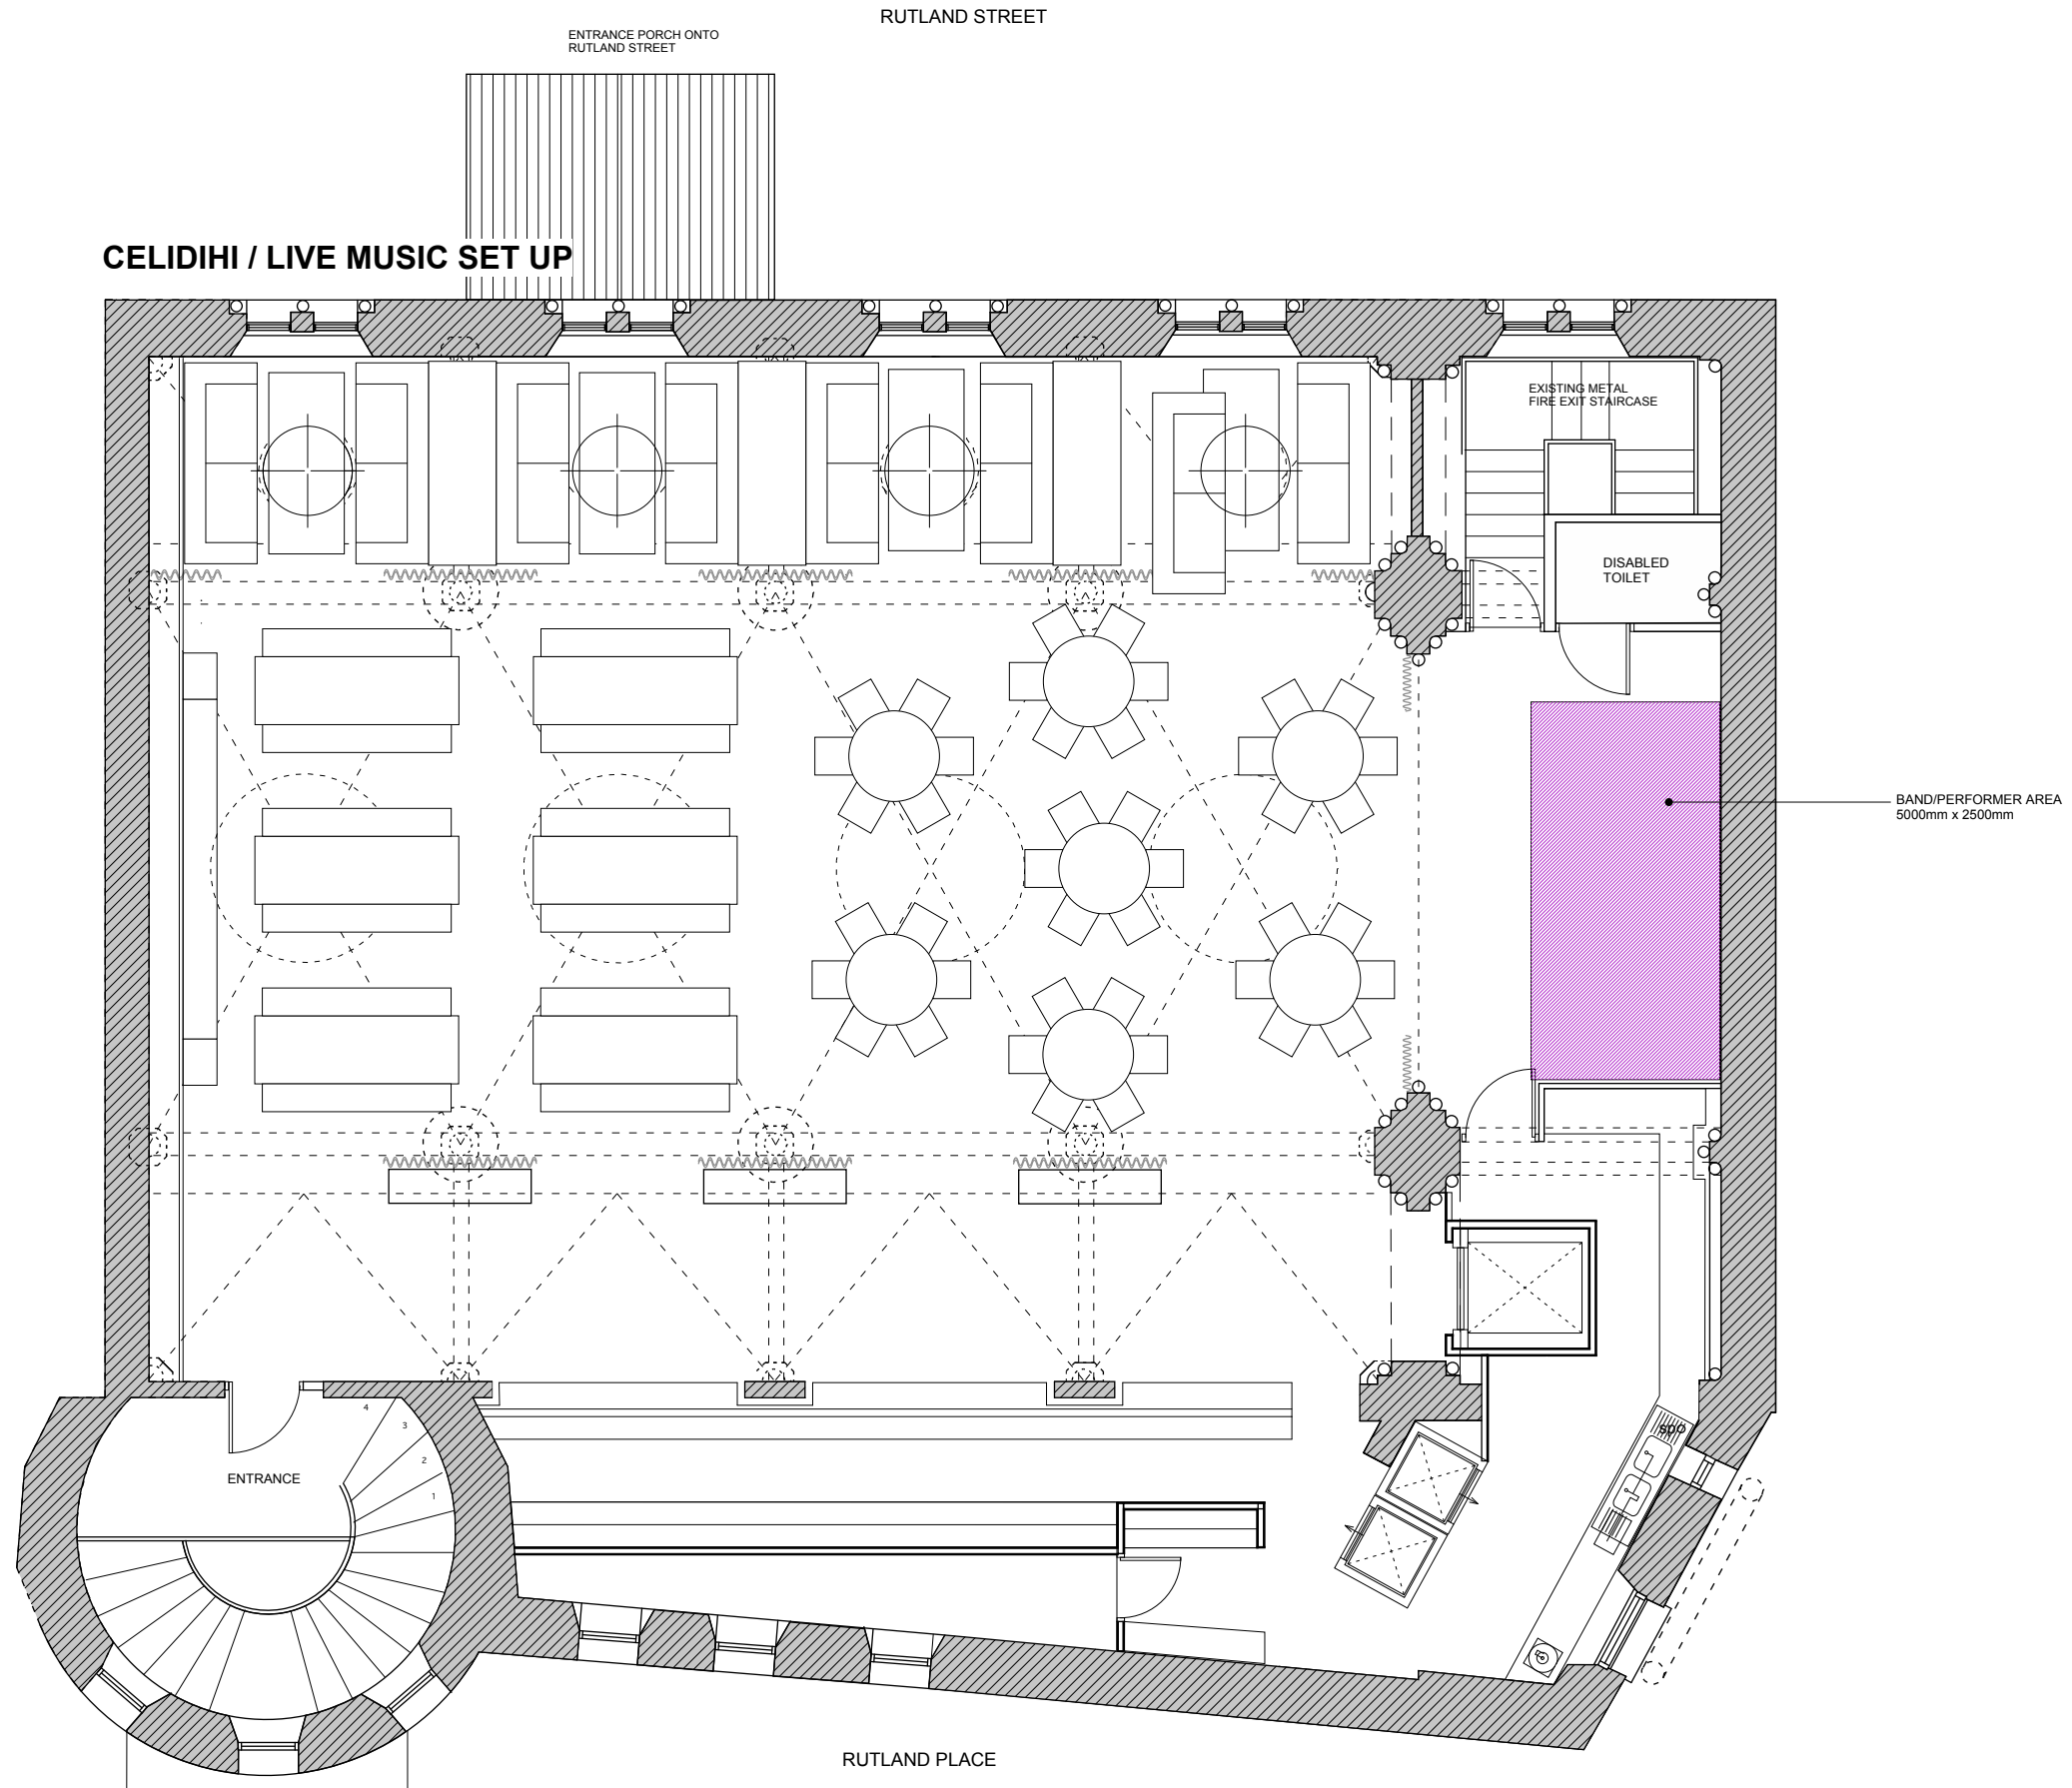 RUTLAND STREET
ENTRANCE PORCH ONTO
RUTLAND STREET
CELIDIHI / LIVE MUSIC SET UP
EXISTING METAL
FIRE EXIT STAIRCASE
DISABLED
TOILET
BAND/PERFORMER AREA
5000mm x 2500mm
4
3
2
1
ENTRANCE
spo
RUTLAND PLACE